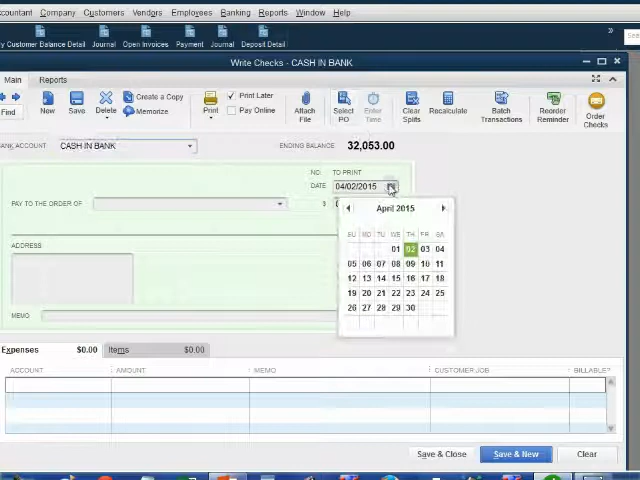 ccountant Company Customers Vendors Employees Banking Reports Window Help
y Customer Balance Detail Journal Open Invoices Payment Journal Deposit Detail » See
Write Checks - CASH IN BANK
Main Reports
Find New Save Delete Create a Copy Memorize Print Print Later Pay Online Attach File Select PO Enter Time Clear Splits Recalculate Batch Transactions Reorder Reminder Order Checks
ANK ACCOUNT CASH IN BANK ENDING BALANCE 32,053.00
NO. TO PRINT
DATE 04/02/2015
PAY TO THE ORDER OF $ 0
April 2015
SU MO TU WE TH FR SA
01 02 03 04
05 06 07 08 09 10 11
12 13 14 15 16 17 18
19 20 21 22 23 24 25
26 27 28 29 30
ADDRESS
MEMO
Expenses $0.00 Items $0.00
ACCOUNT AMOUNT MEMO CUSTOMER:JOB BILLABLE?
Save & Close Save & New Clear